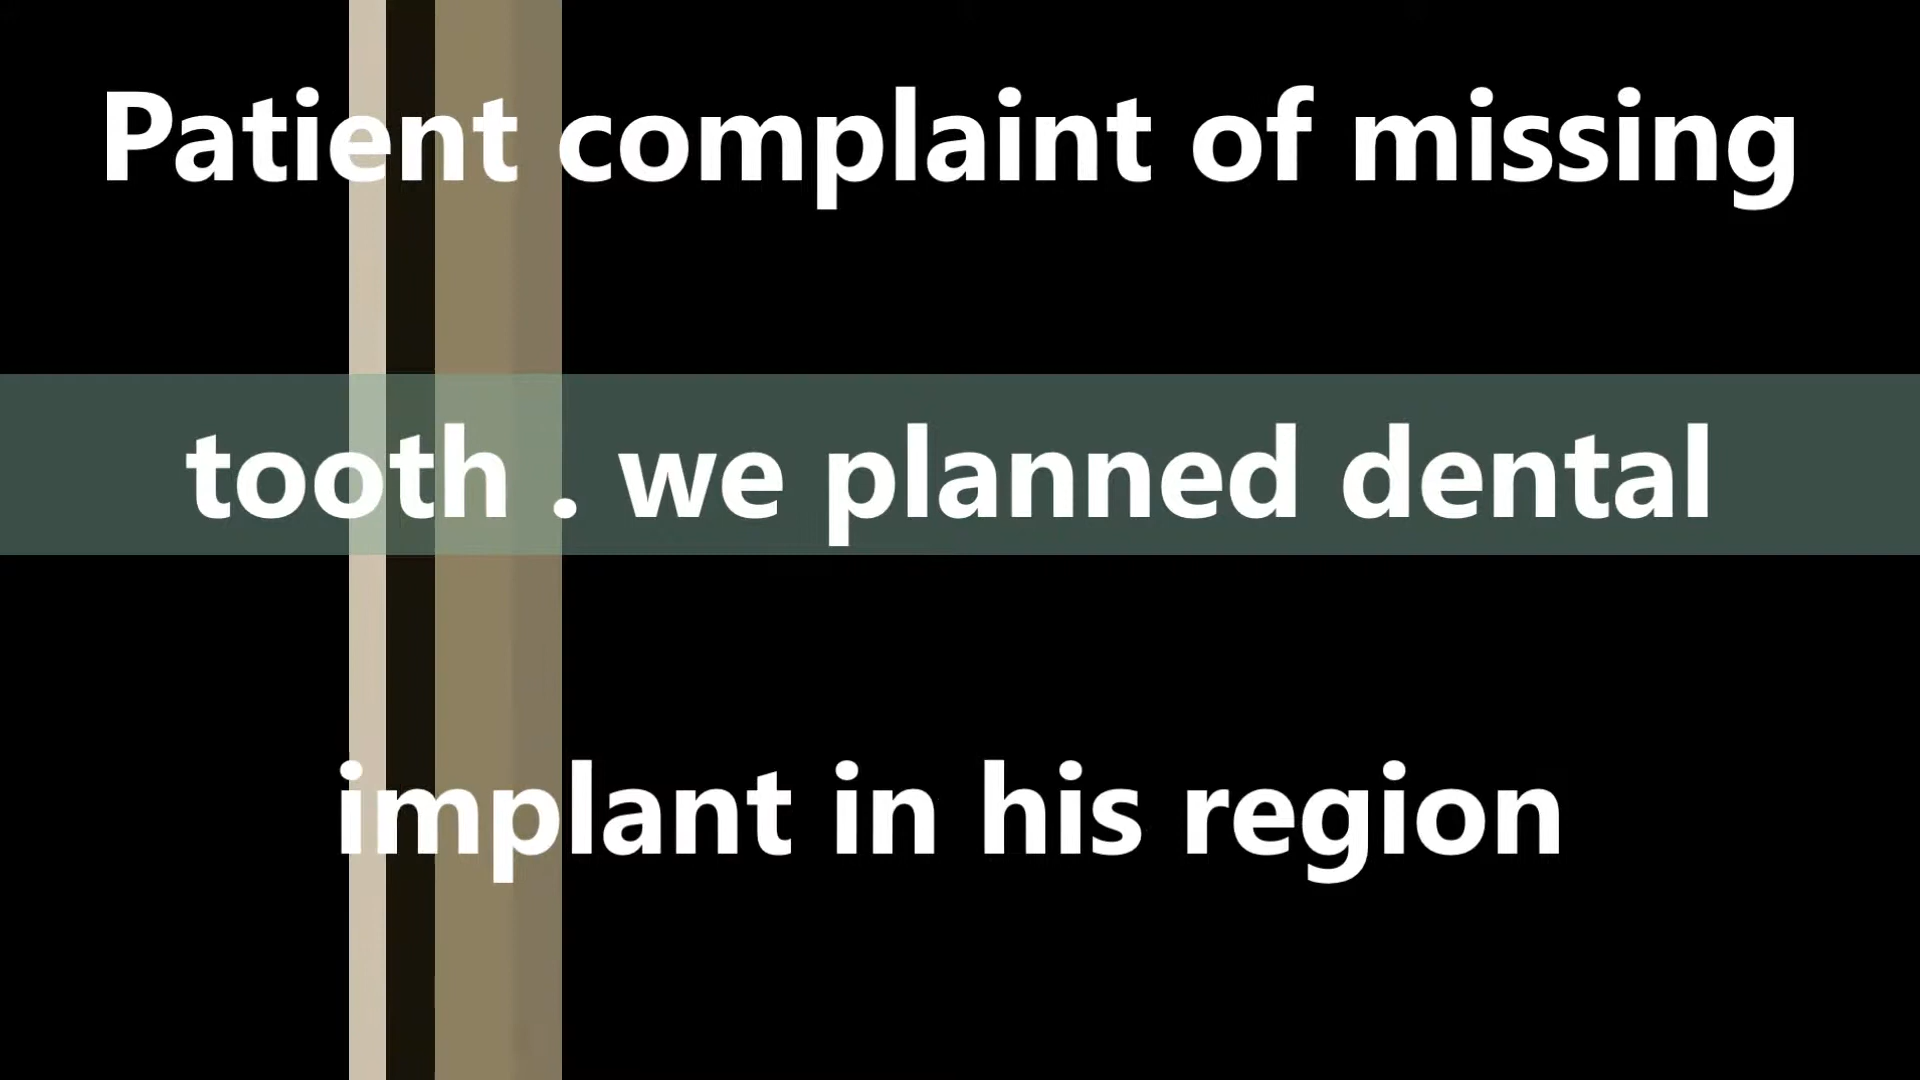 Patient complaint of missing
tooth . we planned dental
implant in his region